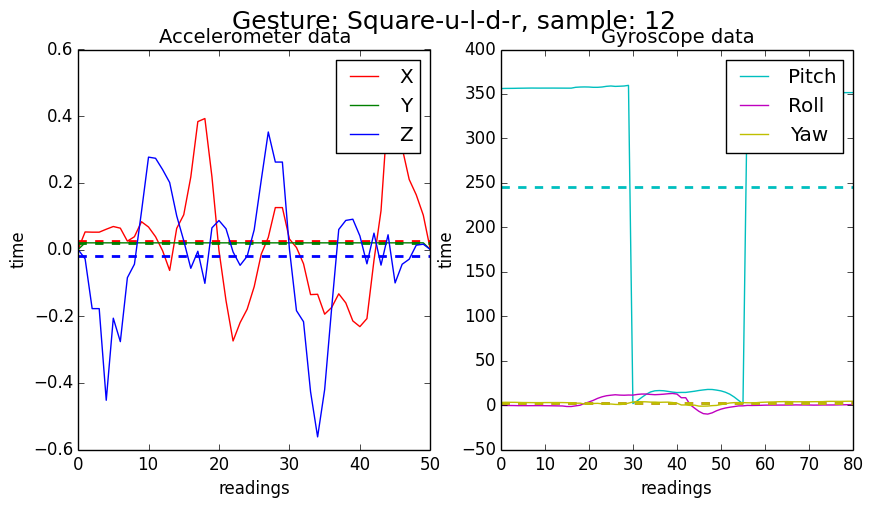 Gesture: Square-u-l-d-r, sample: 12
Accelerometer data
0.6
0.4
0.2
0.0
−0.2
−0.4
−0.6
time
0
10
20
30
40
50
readings
X
Y
Z
Gyroscope data
400
350
300
250
200
150
100
50
0
−50
time
0
10
20
30
40
50
60
70
80
readings
Pitch
Roll
Yaw